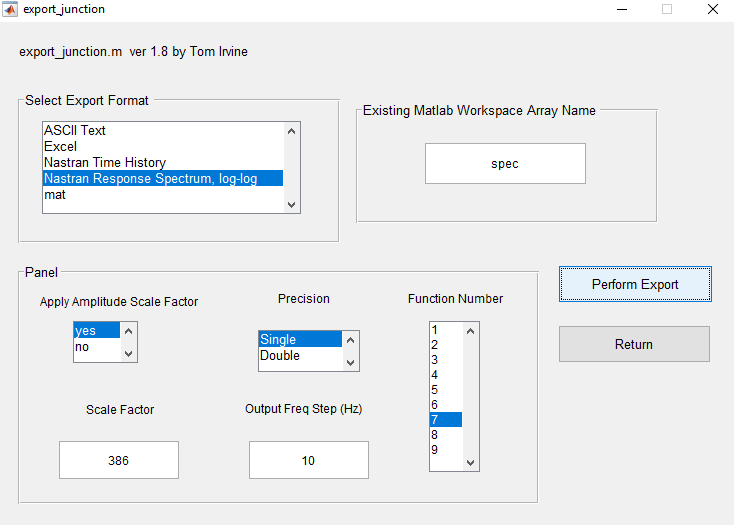 export_junction
export_junction.m ver 1.8 by Tom Irvine
Select Export Format
ASCII Text
Excel
Nastran Time History
Nastran Response Spectrum, log-log
mat
Existing Matlab Workspace Array Name
spec
Panel
Apply Amplitude Scale Factor
yes
no
Precision
Single
Double
Function Number
1
2
3
4
5
6
7
8
9
Scale Factor
386
Output Freq Step (Hz)
10
Perform Export
Return